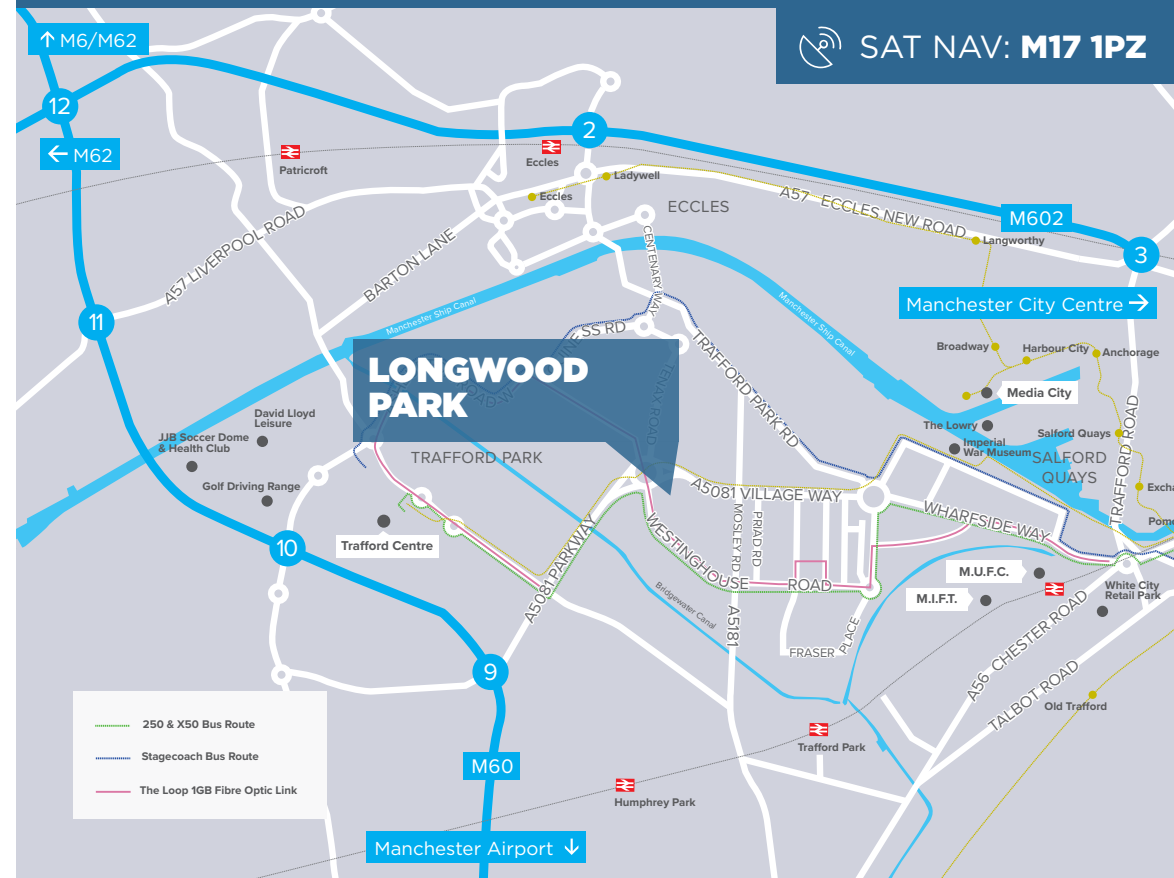 ↑ M6/M62
SAT NAV: M17 1PZ
12
← M62
2
Patricroft
Eccles
Ladywell
Eccles
ECCLES
A57 ECCLES NEW ROAD
M602
Langworthy
3
A57 LIVERPOOL ROAD
BARTON LANE
CENTENARY WAY
Manchester City Centre →
11
Manchester Ship Canal
Manchester Ship Canal
TRAFFORD PARK RD
Broadway
Harbour City
Anchorage
LONGWOOD
PARK
TENAX ROAD
Media City
David Lloyd
Leisure
JJB Soccer Dome
& Health Club
Golf Driving Range
TRAFFORD PARK
The Lowry
Imperial
War Museum
Salford Quays
SALFORD
QUAYS
TRAFFORD ROAD
A5081 VILLAGE WAY
MOSLEY RD
PRIAD RD
WHARFSIDE WAY
10
Trafford Centre
A5081 PARKWAY
WESTINGHOUSE ROAD
Bridgewater Canal
A5181
FRASER PLACE
M.U.F.C.
M.I.F.T.
White City
Retail Park
A56 CHESTER ROAD
TALBOT ROAD
Old Trafford
9
Trafford Park
Humphrey Park
M60
Manchester Airport ↓
250 & X50 Bus Route
Stagecoach Bus Route
The Loop 1GB Fibre Optic Link